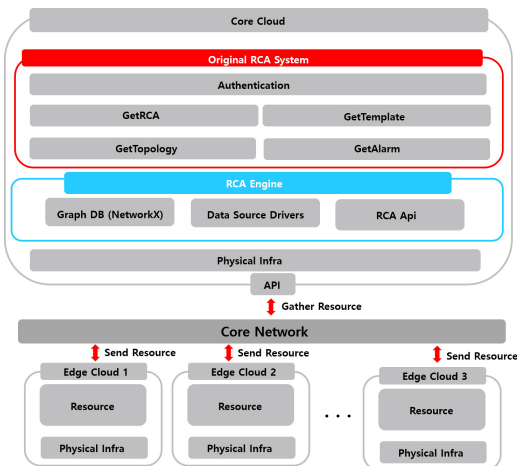 Core Cloud
Original RCA System
Authentication
GetRCA
GetTemplate
GetTopology
GetAlarm
RCA Engine
Graph DB (NetworkX)
Data Source Drivers
RCA Api
Physical Infra
API
Gather Resource
Core Network
Send Resource
Send Resource
Send Resource
Edge Cloud 1
Edge Cloud 2
Edge Cloud 3
Resource
Resource
Resource
. . .
Physical Infra
Physical Infra
Physical Infra